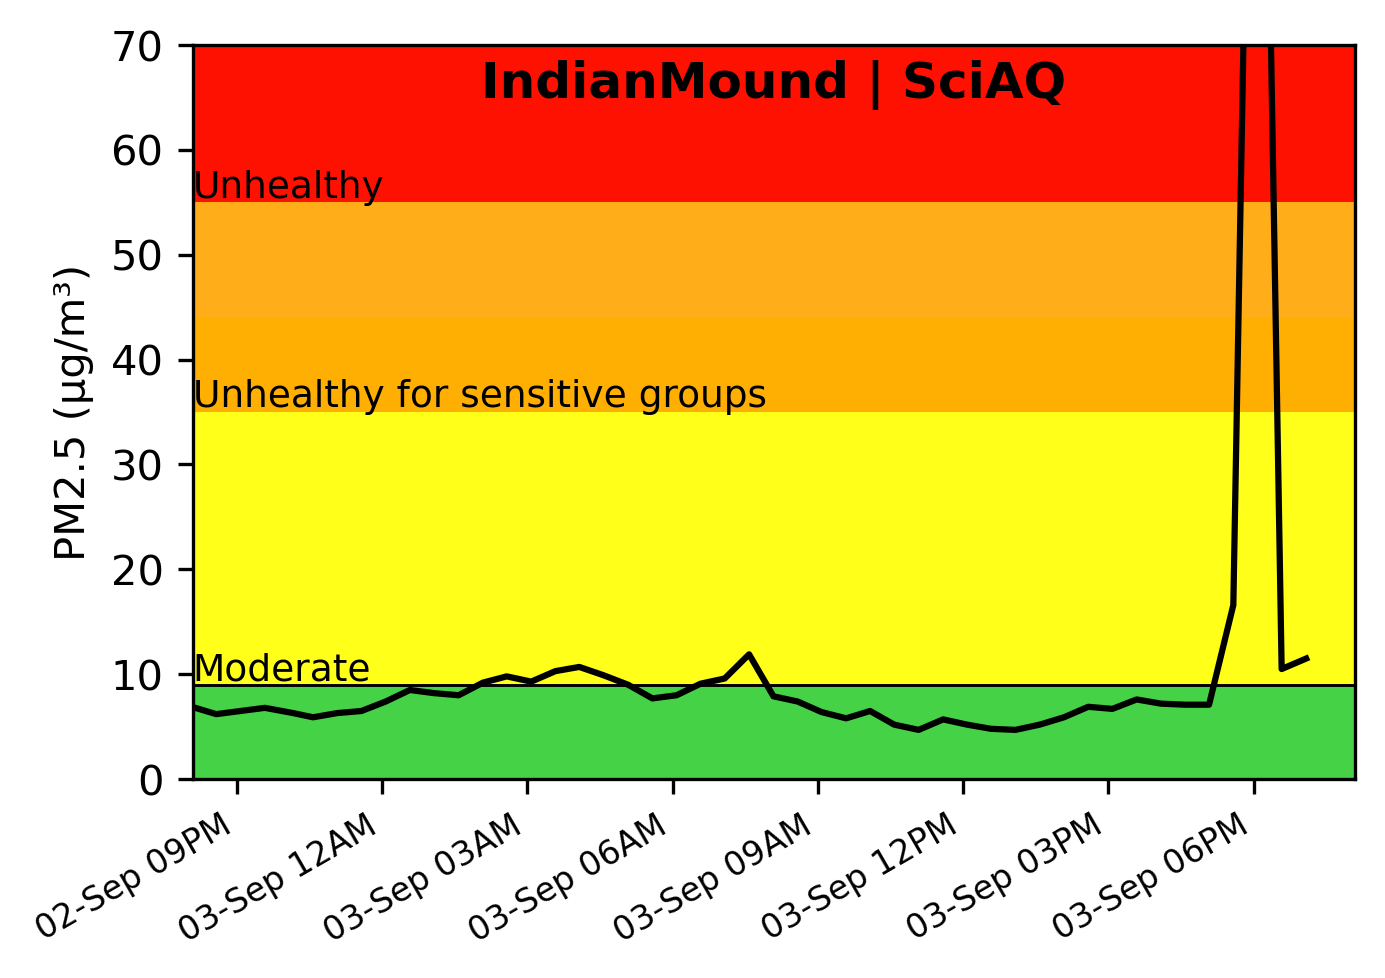 IndianMound | SciAQ
PM2.5 (µg/m³)
70
60
Unhealthy
50
40
Unhealthy for sensitive groups
30
20
10
Moderate
0
02-Sep 09PM
03-Sep 12AM
03-Sep 03AM
03-Sep 06AM
03-Sep 09AM
03-Sep 12PM
03-Sep 03PM
03-Sep 06PM